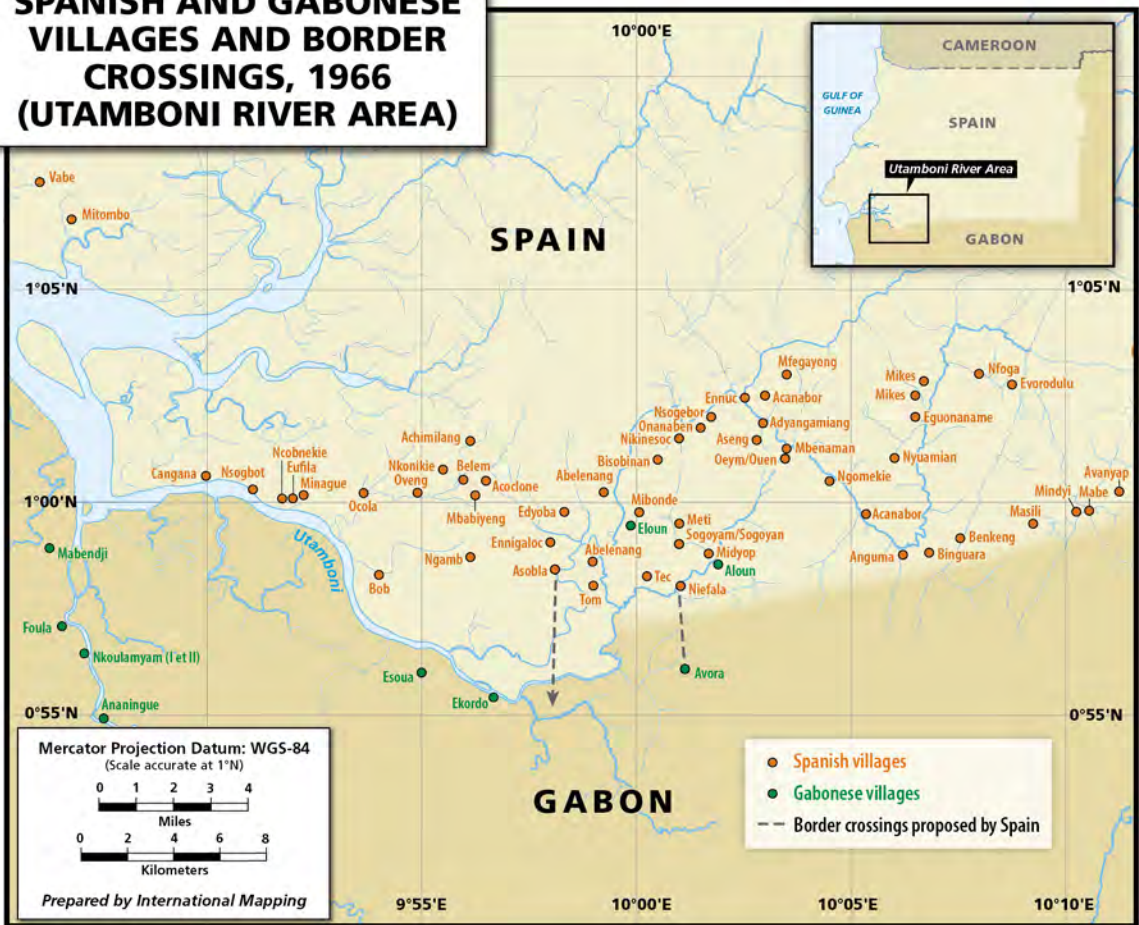 SPANISH AND GABONESE
VILLAGES AND BORDER
CROSSINGS, 1966
(UTAMBONI RIVER AREA)
10°00'E
CAMEROON
GULF OF
GUINEA
SPAIN
Utamboni River Area
GABON
Vabe
Mitombo
SPAIN
1°05'N
1°05'N
Mfegayong
Mikes
Nfoga
Evorodulu
Ennuc
Acanabor
Mikes
Nsogebor
Onanaben
Adyangamiang
Eguonaname
Achimilang
Nikinesoc
Aseng
Mbenaman
Ncobnekie
Eufila
Minague
Cangana
Nsogbot
Nkonikie
Belem
Bisobinan
Oeym/Ouen
Nyuamian
Oveng
Acoclone
Abelenang
Ngomekie
Avanyap
Mindyi
Mabe
1°00'N
Ocola
Mbabiyeng
Edyoba
Mibonde
Acanabor
Masili
Utamboni
Eloun
Meti
Mabendji
Ennigaloc
Sogoyam/Sogoyan
Benkeng
Ngamb
Abelenang
Midyop
Anguma
Binguara
Asobla
Aloun
Bob
Tec
Tom
Niefala
Foula
Nkoulamyam (I et II)
Esoua
Avora
Ekordo
Ananingue
0°55'N
0°55'N
Mercator Projection Datum: WGS-84
(Scale accurate at 1°N)
0 1 2 3 4
Miles
0 2 4 6 8
Kilometers
Prepared by International Mapping
GABON
Spanish villages
Gabonese villages
Border crossings proposed by Spain
9°55'E
10°00'E
10°05'E
10°10'E